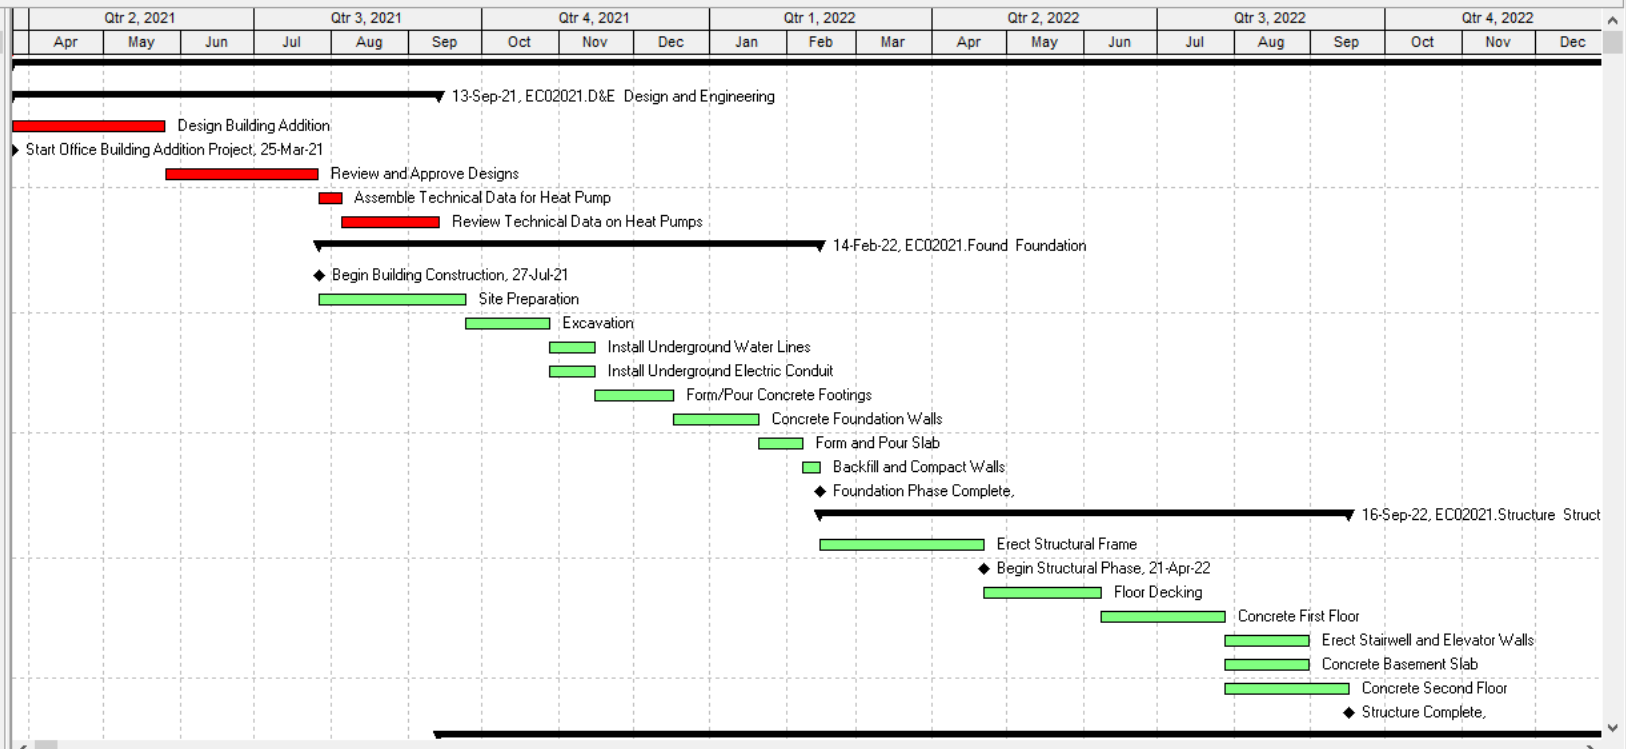 Qtr 2, 2021 Qtr 3, 2021 Qtr 4, 2021 Qtr 1, 2022 Qtr 2, 2022 Qtr 3, 2022 Qtr 4, 2022
Apr May Jun Jul Aug Sep Oct Nov Dec Jan Feb Mar Apr May Jun Jul Aug Sep Oct Nov Dec
13-Sep-21, EC02021.D&E Design and Engineering
Design Building Addition
Start Office Building Addition Project, 25-Mar-21
Review and Approve Designs
Assemble Technical Data for Heat Pump
Review Technical Data on Heat Pumps
14-Feb-22, EC02021.Found Foundation
Begin Building Construction, 27-Jul-21
Site Preparation
Excavation
Install Underground Water Lines
Install Underground Electric Conduit
Form/Pour Concrete Footings
Concrete Foundation Walls
Form and Pour Slab
Backfill and Compact Walls
Foundation Phase Complete,
16-Sep-22, EC02021.Structure Struct
Erect Structural Frame
Begin Structural Phase, 21-Apr-22
Floor Decking
Concrete First Floor
Erect Stairwell and Elevator Walls
Concrete Basement Slab
Concrete Second Floor
Structure Complete,